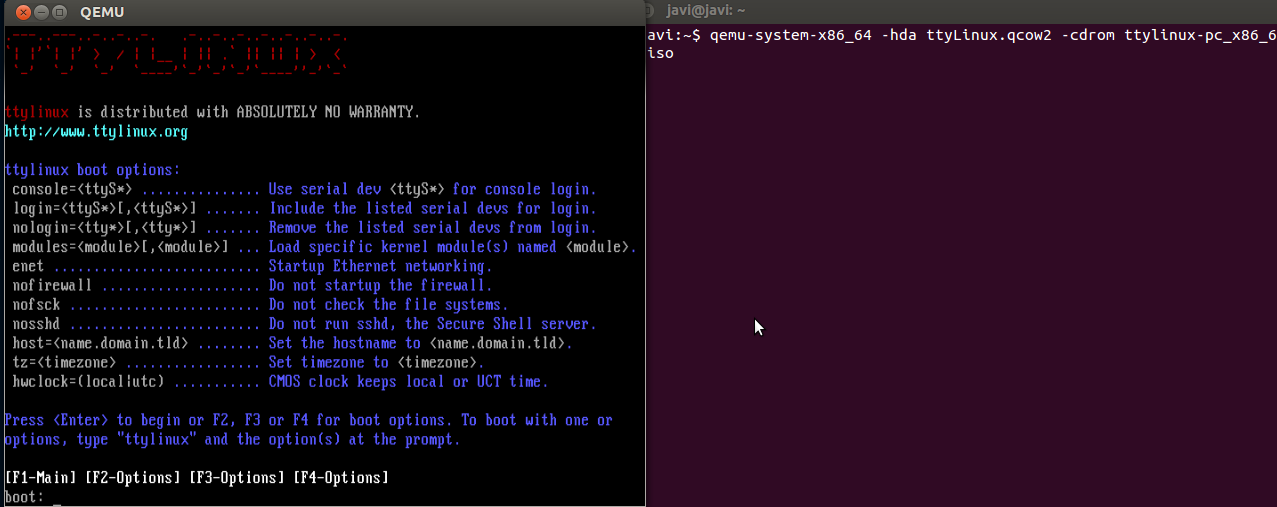 QEMU
ttylinux is distributed with ABSOLUTELY NO WARRANTY.
http://www.ttylinux.org
ttylinux boot options:
console=<ttyS*> ............... Use serial dev <ttyS*> for console login.
login=<ttyS*>[,<ttyS*>] ....... Include the listed serial devs for login.
nologin=<tty*>[,<tty*>] ....... Remove the listed serial devs from login.
modules=<module>[,<module>] ... Load specific kernel module(s) named <module>.
enet .......................... Startup Ethernet networking.
nofirewall .................... Do not startup the firewall.
nofsck ........................ Do not check the file systems.
nosshd ........................ Do not run sshd, the Secure Shell server.
host=<name.domain.tld> ........ Set the hostname to <name.domain.tld>.
tz=<timezone> ................. Set timezone to <timezone>.
hwclock=(local|utc) ........... CMOS clock keeps local or UCT time.
Press <Enter> to begin or F2, F3 or F4 for boot options. To boot with one or
options, type "ttylinux" and the option(s) at the prompt.
[F1-Main] [F2-Options] [F3-Options] [F4-Options]
boot: _
javi@javi: ~
avi:~$ qemu-system-x86_64 -hda ttyLinux.qcow2 -cdrom ttylinux-pc_x86_6
iso